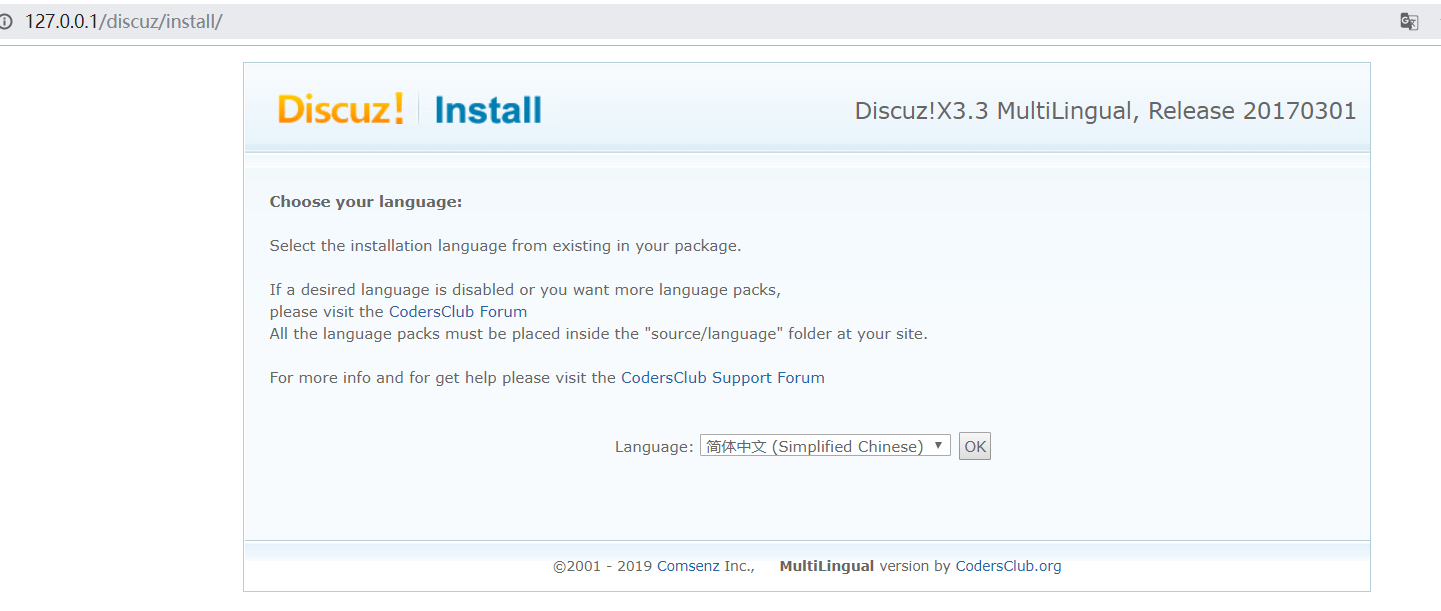 127.0.0.1/discuz/install/
Discuz! Install
Discuz!X3.3 MultiLingual, Release 20170301
Choose your language:
Select the installation language from existing in your package.
If a desired language is disabled or you want more language packs,
please visit the CodersClub Forum
All the language packs must be placed inside the "source/language" folder at your site.
For more info and for get help please visit the CodersClub Support Forum
Language: 简体中文 (Simplified Chinese) OK
©2001 - 2019 Comsenz Inc., MultiLingual version by CodersClub.org